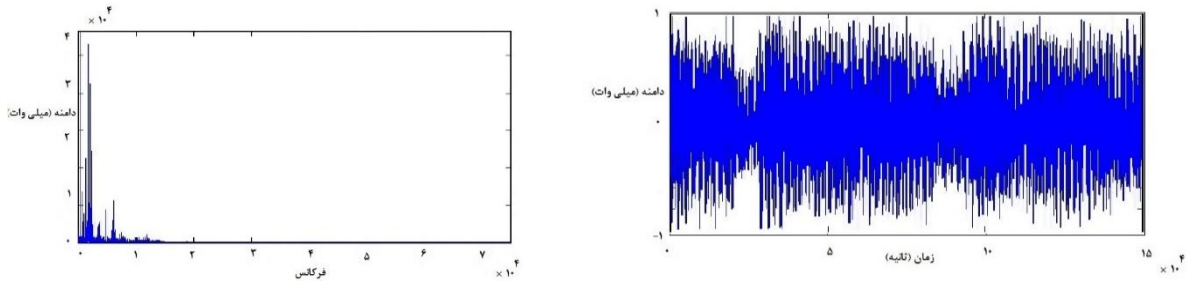 × ۱۰ ۴
۴
۳
دامنه (میلی وات)
۲
۱
۰
۰ ۱ ۲ ۳ ۴ ۵ ۶ ۷
× ۱۰ ۴
فرکانس
۱
دامنه (میلی وات)
۰
-۱
۰ ۵ ۱۰ ۱۵
× ۱۰ ۴
زمان (ثانیه)